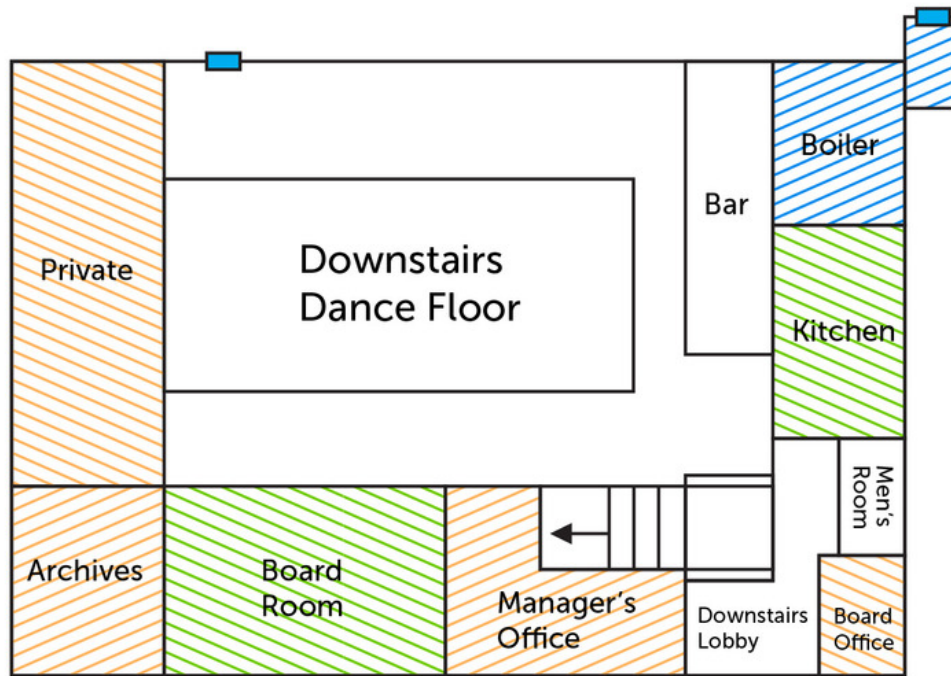 Boiler
Bar
Private
Downstairs
Dance Floor
Kitchen
Men's
Room
Archives
Board
Room
Manager's
Office
Downstairs
Lobby
Board
Office